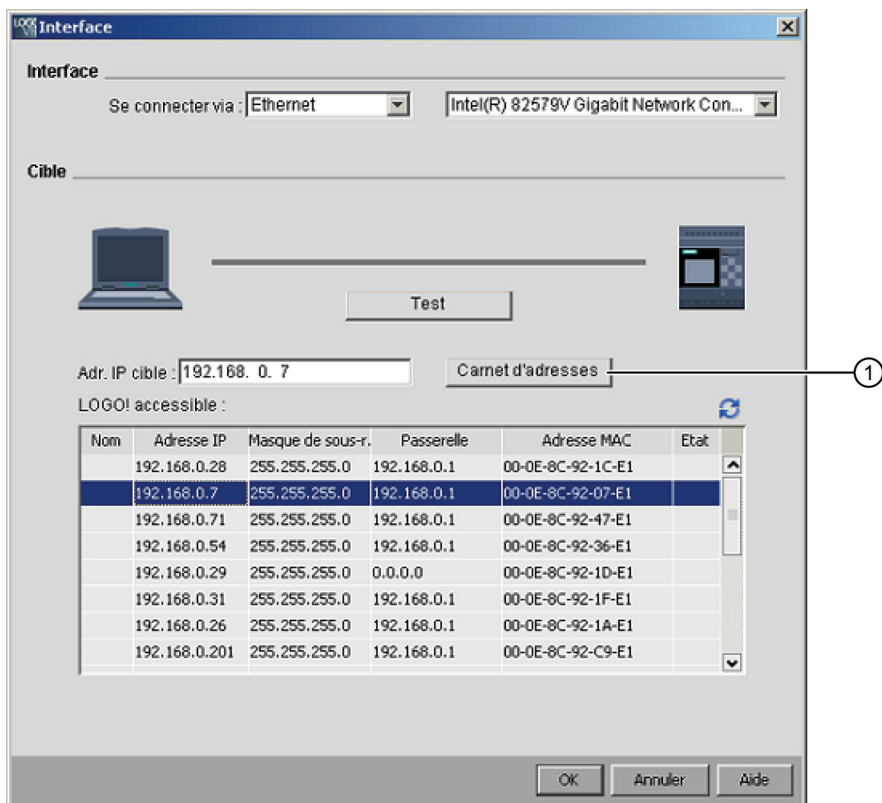 Interface
Interface
Se connecter via : Ethernet Intel(R) 82579V Gigabit Network Con...
Cible
Test
Adr. IP cible : 192.168. 0. 7 Carnet d'adresses 1
LOGO! accessible :
Nom Adresse IP Masque de sous-r. Passerelle Adresse MAC Etat
192.168.0.28 255.255.255.0 192.168.0.1 00-0E-8C-92-1C-E1
192.168.0.7 255.255.255.0 192.168.0.1 00-0E-8C-92-07-E1
192.168.0.71 255.255.255.0 192.168.0.1 00-0E-8C-92-47-E1
192.168.0.54 255.255.255.0 192.168.0.1 00-0E-8C-92-36-E1
192.168.0.29 255.255.255.0 0.0.0.0 00-0E-8C-92-1D-E1
192.168.0.31 255.255.255.0 192.168.0.1 00-0E-8C-92-1F-E1
192.168.0.26 255.255.255.0 192.168.0.1 00-0E-8C-92-1A-E1
192.168.0.201 255.255.255.0 192.168.0.1 00-0E-8C-92-C9-E1
OK Annuler Aide